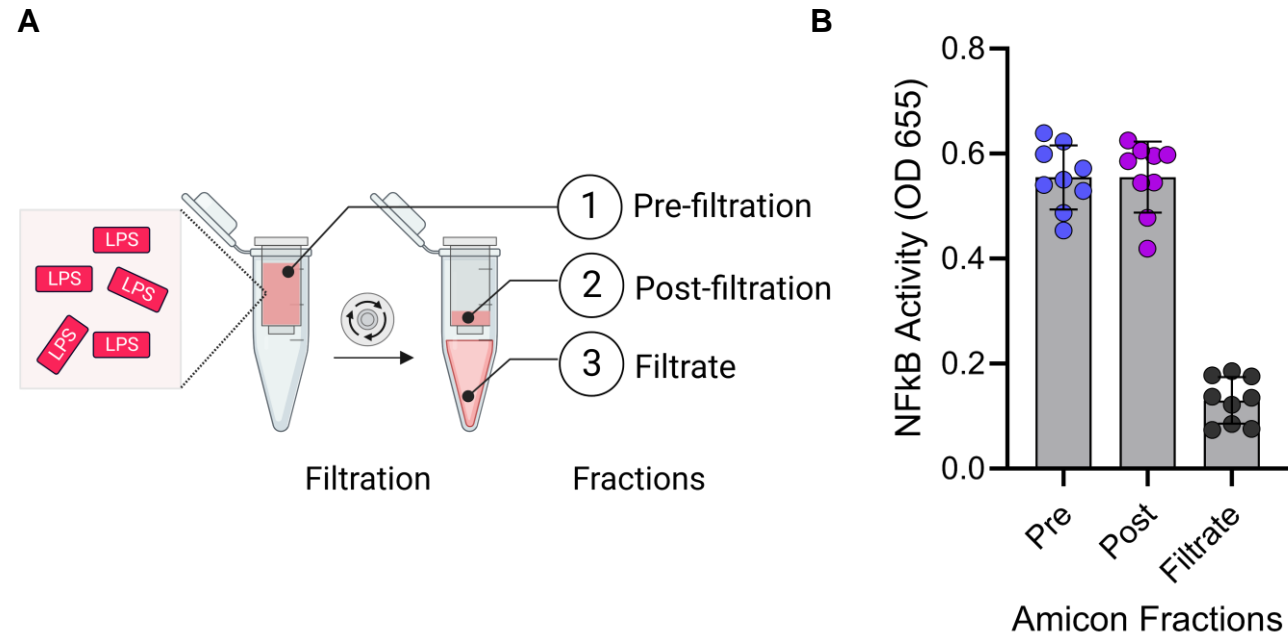 A
LPS
LPS
LPS
LPS
LPS
1 Pre-filtration
2 Post-filtration
3 Filtrate
Filtration
Fractions
B
NFkB Activity (OD 655)
0.8
0.6
0.4
0.2
0.0
Pre
Post
Filtrate
Amicon Fractions